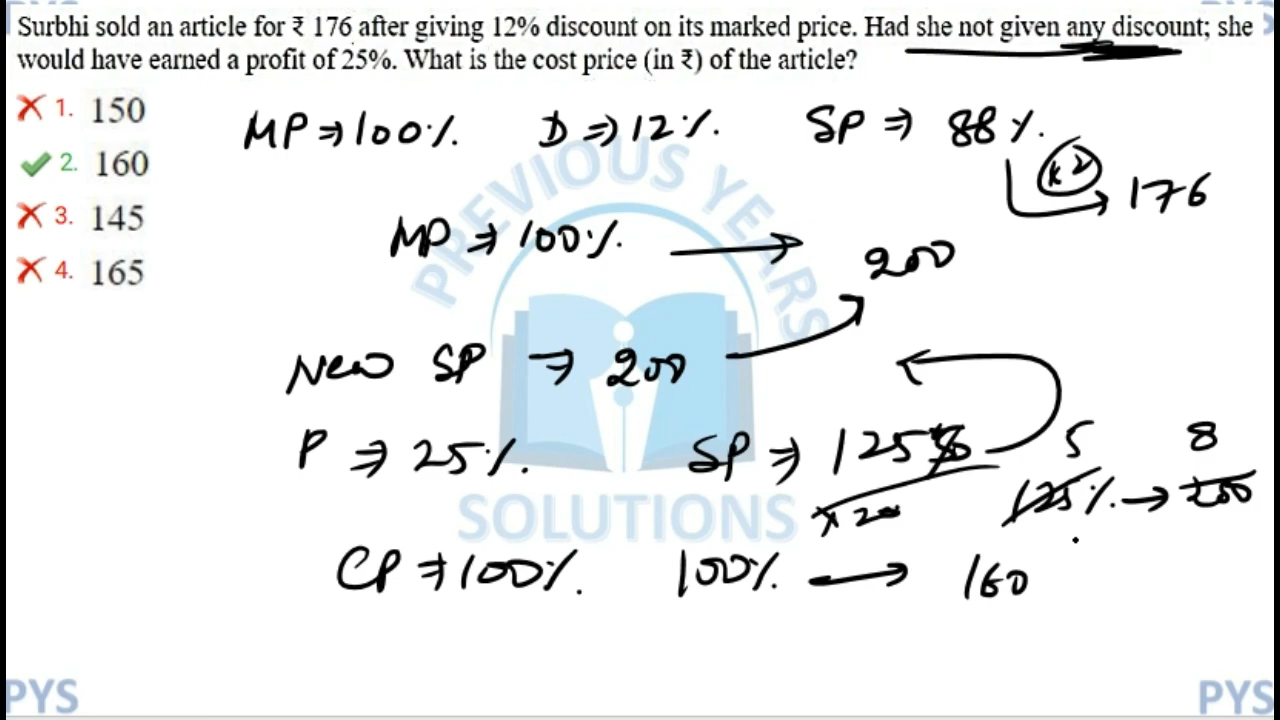 Surbhi sold an article for ₹ 176 after giving 12% discount on its marked price. Had she not given any discount; she
would have earned a profit of 25%. What is the cost price (in ₹) of the article?
1. 150
2. 160
3. 145
4. 165
MP ⇒ 100% D ⇒ 12% SP ⇒ 88%
×2 176
MP ⇒ 100% → 200
New SP → 200
P ⇒ 25% SP ⇒ 125% 5 8
×20 125% → 200
CP ⇒ 100% 100% → 160
PREVIOUS YEARS
SOLUTIONS
PYS PYS